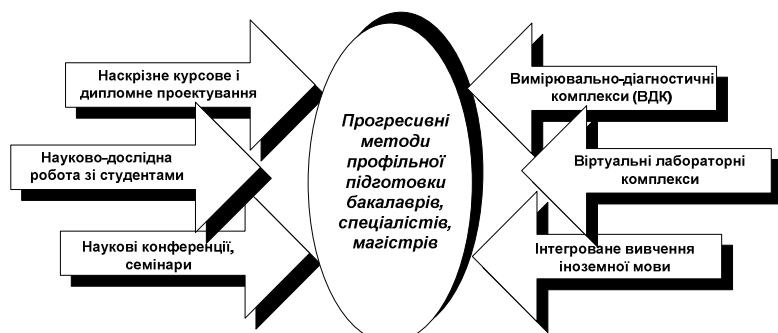 Наскрізне курсове і
дипломне проектування
Науково-дослідна
робота зі студентами
Наукові конференції,
семінари
Прогресивні
методи
профільної
підготовки
бакалаврів,
спеціалістів,
магістрів
Вимірювально-діагностичні
комплекси (ВДК)
Віртуальні лабораторні
комплекси
Інтегроване вивчення
іноземної мови